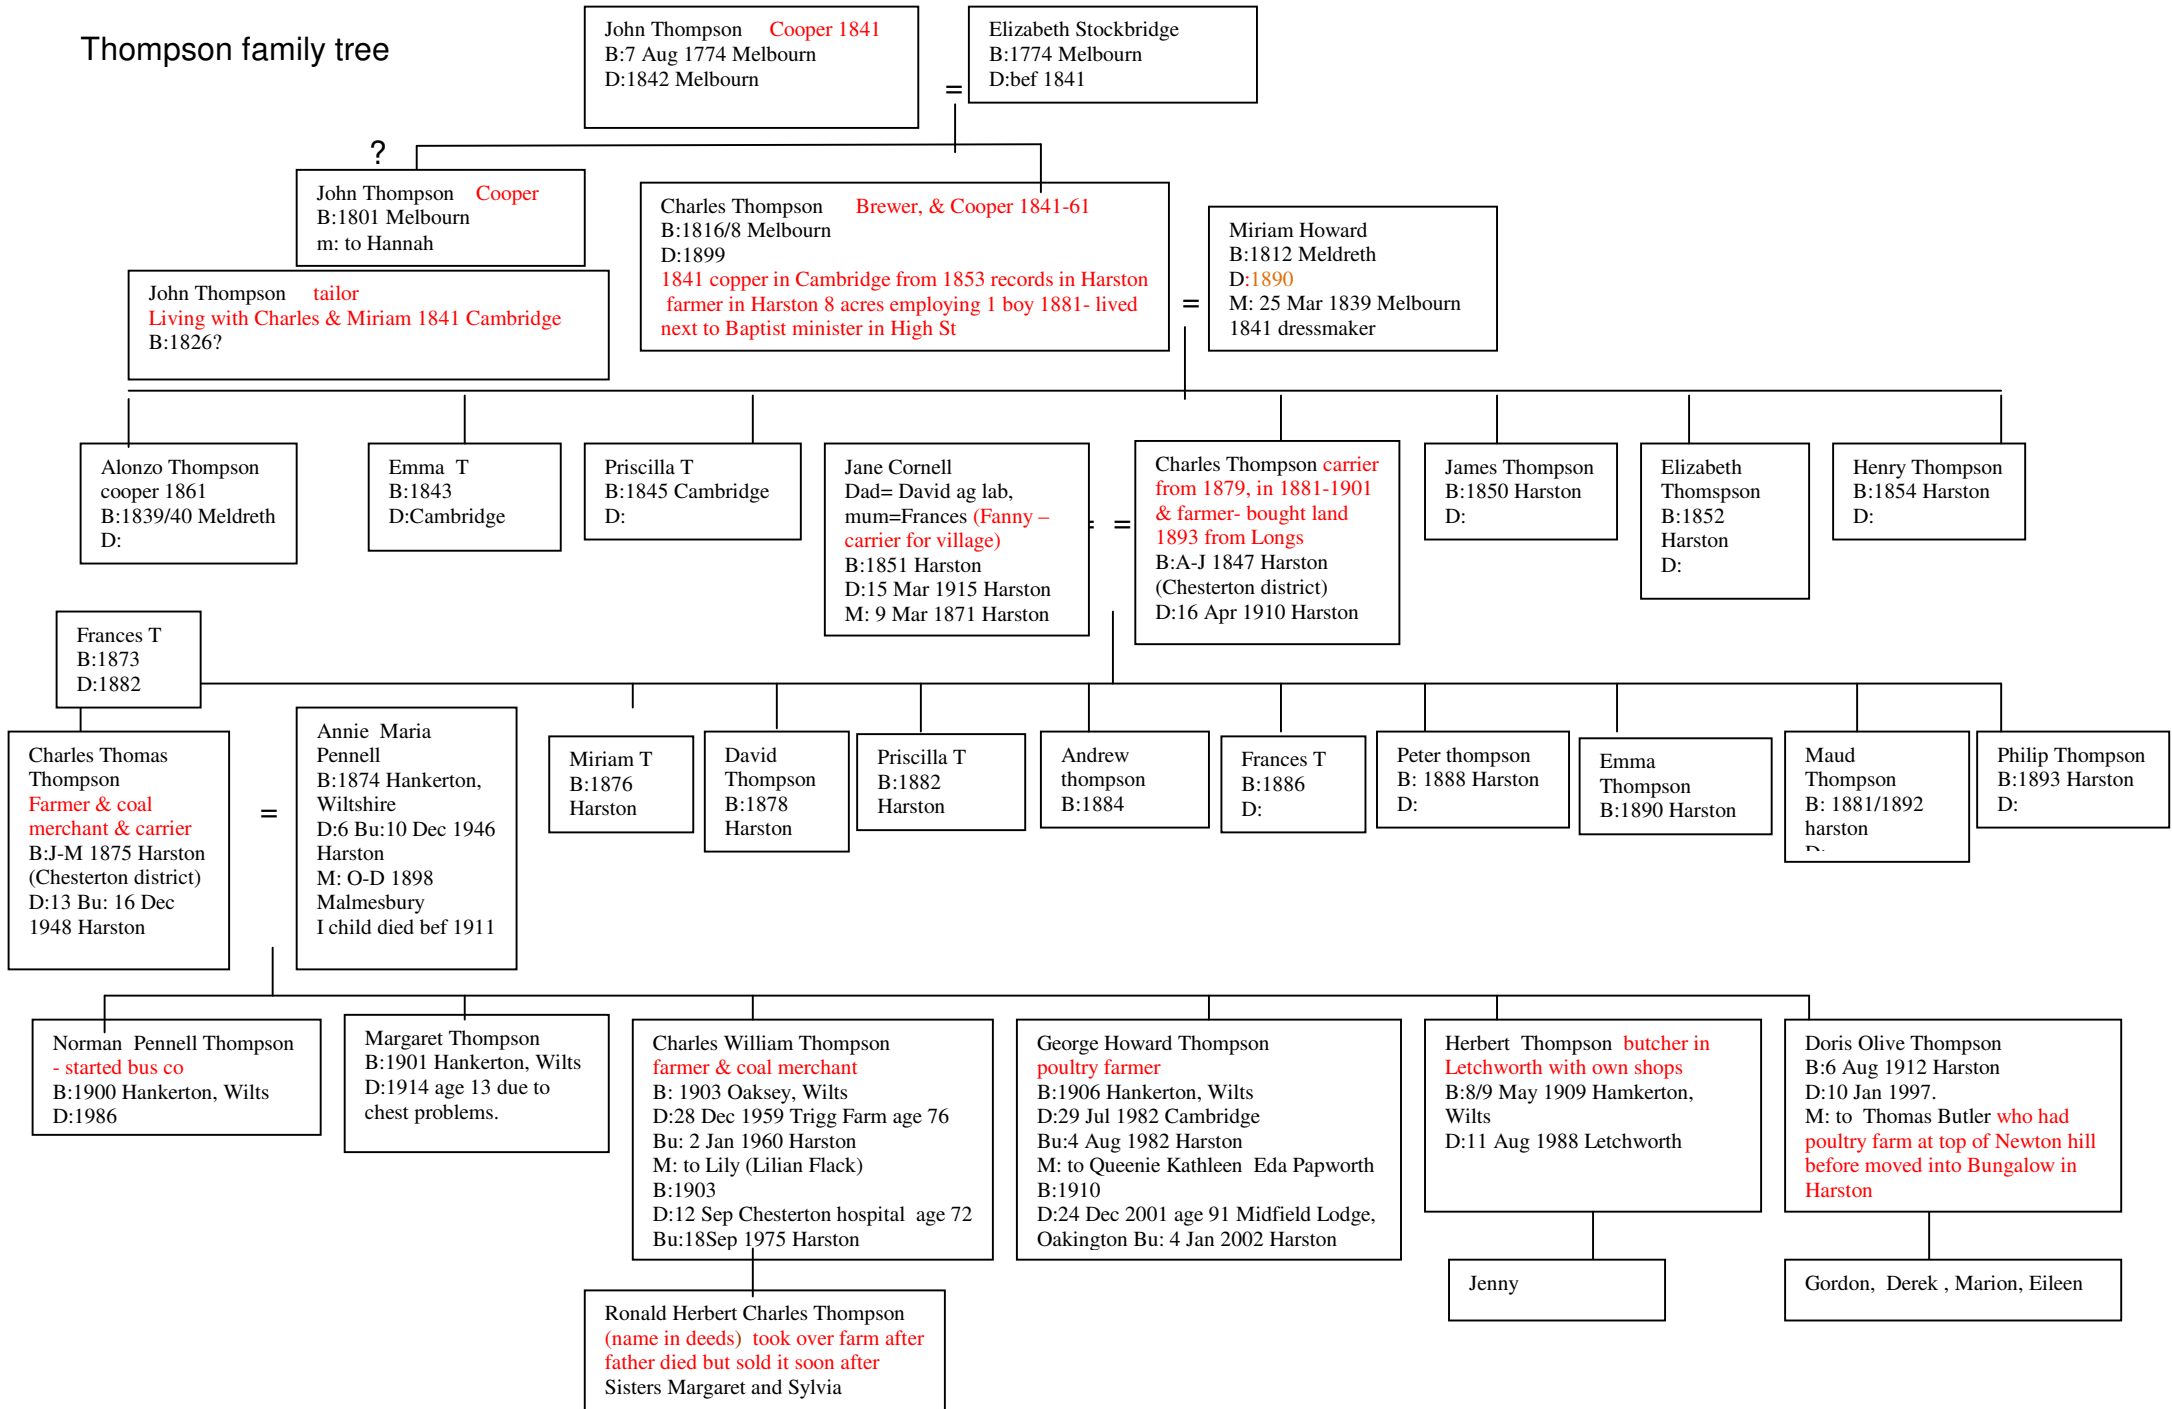 Thompson family tree
John Thompson Cooper 1841
B:7 Aug 1774 Melbourn
D:1842 Melbourn
=
Elizabeth Stockbridge
B:1774 Melbourn
D:bef 1841
?
John Thompson Cooper
B:1801 Melbourn
m: to Hannah
John Thompson tailor
Living with Charles & Miriam 1841 Cambridge
B:1826?
Charles Thompson Brewer, & Cooper 1841-61
B:1816/8 Melbourn
D:1899
1841 copper in Cambridge from 1853 records in Harston
farmer in Harston 8 acres employing 1 boy 1881- lived
next to Baptist minister in High St
=
Miriam Howard
B:1812 Meldreth
D:1890
M: 25 Mar 1839 Melbourn
1841 dressmaker
Alonzo Thompson
cooper 1861
B:1839/40 Meldreth
D:
Emma T
B:1843
D:Cambridge
Priscilla T
B:1845 Cambridge
D:
Jane Cornell
Dad= David ag lab,
mum=Frances (Fanny –
carrier for village)
B:1851 Harston
D:15 Mar 1915 Harston
M: 9 Mar 1871 Harston
= =
Charles Thompson carrier
from 1879, in 1881-1901
& farmer- bought land
1893 from Longs
B:A-J 1847 Harston
(Chesterton district)
D:16 Apr 1910 Harston
James Thompson
B:1850 Harston
D:
Elizabeth
Thomspson
B:1852
Harston
D:
Henry Thompson
B:1854 Harston
D:
Frances T
B:1873
D:1882
Charles Thomas
Thompson
Farmer & coal
merchant & carrier
B:J-M 1875 Harston
(Chesterton district)
D:13 Bu: 16 Dec
1948 Harston
=
Annie Maria
Pennell
B:1874 Hankerton,
Wiltshire
D:6 Bu:10 Dec 1946
Harston
M: O-D 1898
Malmesbury
I child died bef 1911
Miriam T
B:1876
Harston
David
Thompson
B:1878
Harston
Priscilla T
B:1882
Harston
Andrew
thompson
B:1884
Frances T
B:1886
D:
Peter thompson
B: 1888 Harston
D:
Emma
Thompson
B:1890 Harston
Maud
Thompson
B: 1881/1892
harston
D:
Philip Thompson
B:1893 Harston
D:
Norman Pennell Thompson
- started bus co
B:1900 Hankerton, Wilts
D:1986
Margaret Thompson
B:1901 Hankerton, Wilts
D:1914 age 13 due to
chest problems.
Charles William Thompson
farmer & coal merchant
B: 1903 Oaksey, Wilts
D:28 Dec 1959 Trigg Farm age 76
Bu: 2 Jan 1960 Harston
M: to Lily (Lilian Flack)
B:1903
D:12 Sep Chesterton hospital age 72
Bu:18Sep 1975 Harston
George Howard Thompson
poultry farmer
B:1906 Hankerton, Wilts
D:29 Jul 1982 Cambridge
Bu:4 Aug 1982 Harston
M: to Queenie Kathleen Eda Papworth
B:1910
D:24 Dec 2001 age 91 Midfield Lodge,
Oakington Bu: 4 Jan 2002 Harston
Herbert Thompson butcher in
Letchworth with own shops
B:8/9 May 1909 Hamkerton,
Wilts
D:11 Aug 1988 Letchworth
Doris Olive Thompson
B:6 Aug 1912 Harston
D:10 Jan 1997.
M: to Thomas Butler who had
poultry farm at top of Newton hill
before moved into Bungalow in
Harston
Ronald Herbert Charles Thompson
(name in deeds) took over farm after
father died but sold it soon after
Sisters Margaret and Sylvia
Jenny
Gordon, Derek , Marion, Eileen